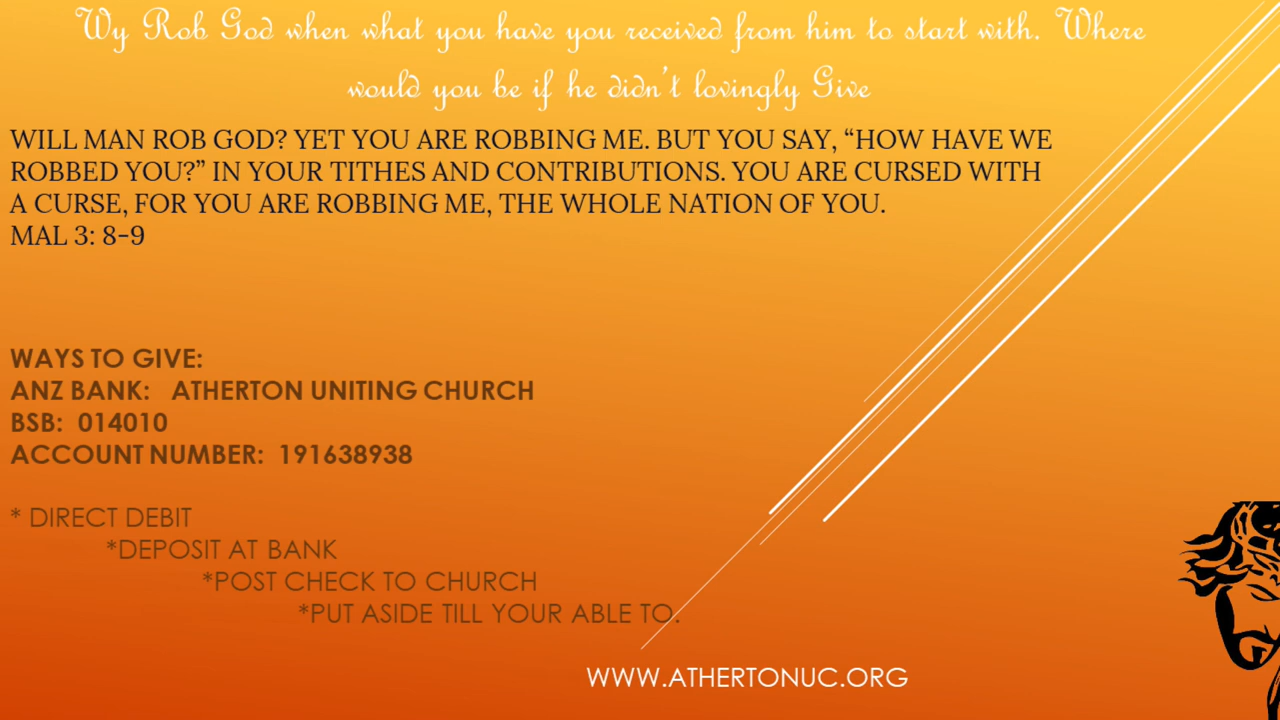 Wy Rob God when what you have you received from him to start with. Where
would you be if he didn't lovingly Give
WILL MAN ROB GOD? YET YOU ARE ROBBING ME. BUT YOU SAY, “HOW HAVE WE
ROBBED YOU?” IN YOUR TITHES AND CONTRIBUTIONS. YOU ARE CURSED WITH
A CURSE, FOR YOU ARE ROBBING ME, THE WHOLE NATION OF YOU.
MAL 3: 8-9
WAYS TO GIVE:
ANZ BANK: ATHERTON UNITING CHURCH
BSB: 014010
ACCOUNT NUMBER: 191638938
* DIRECT DEBIT
*DEPOSIT AT BANK
*POST CHECK TO CHURCH
*PUT ASIDE TILL YOUR ABLE TO.
WWW.ATHERTONUC.ORG